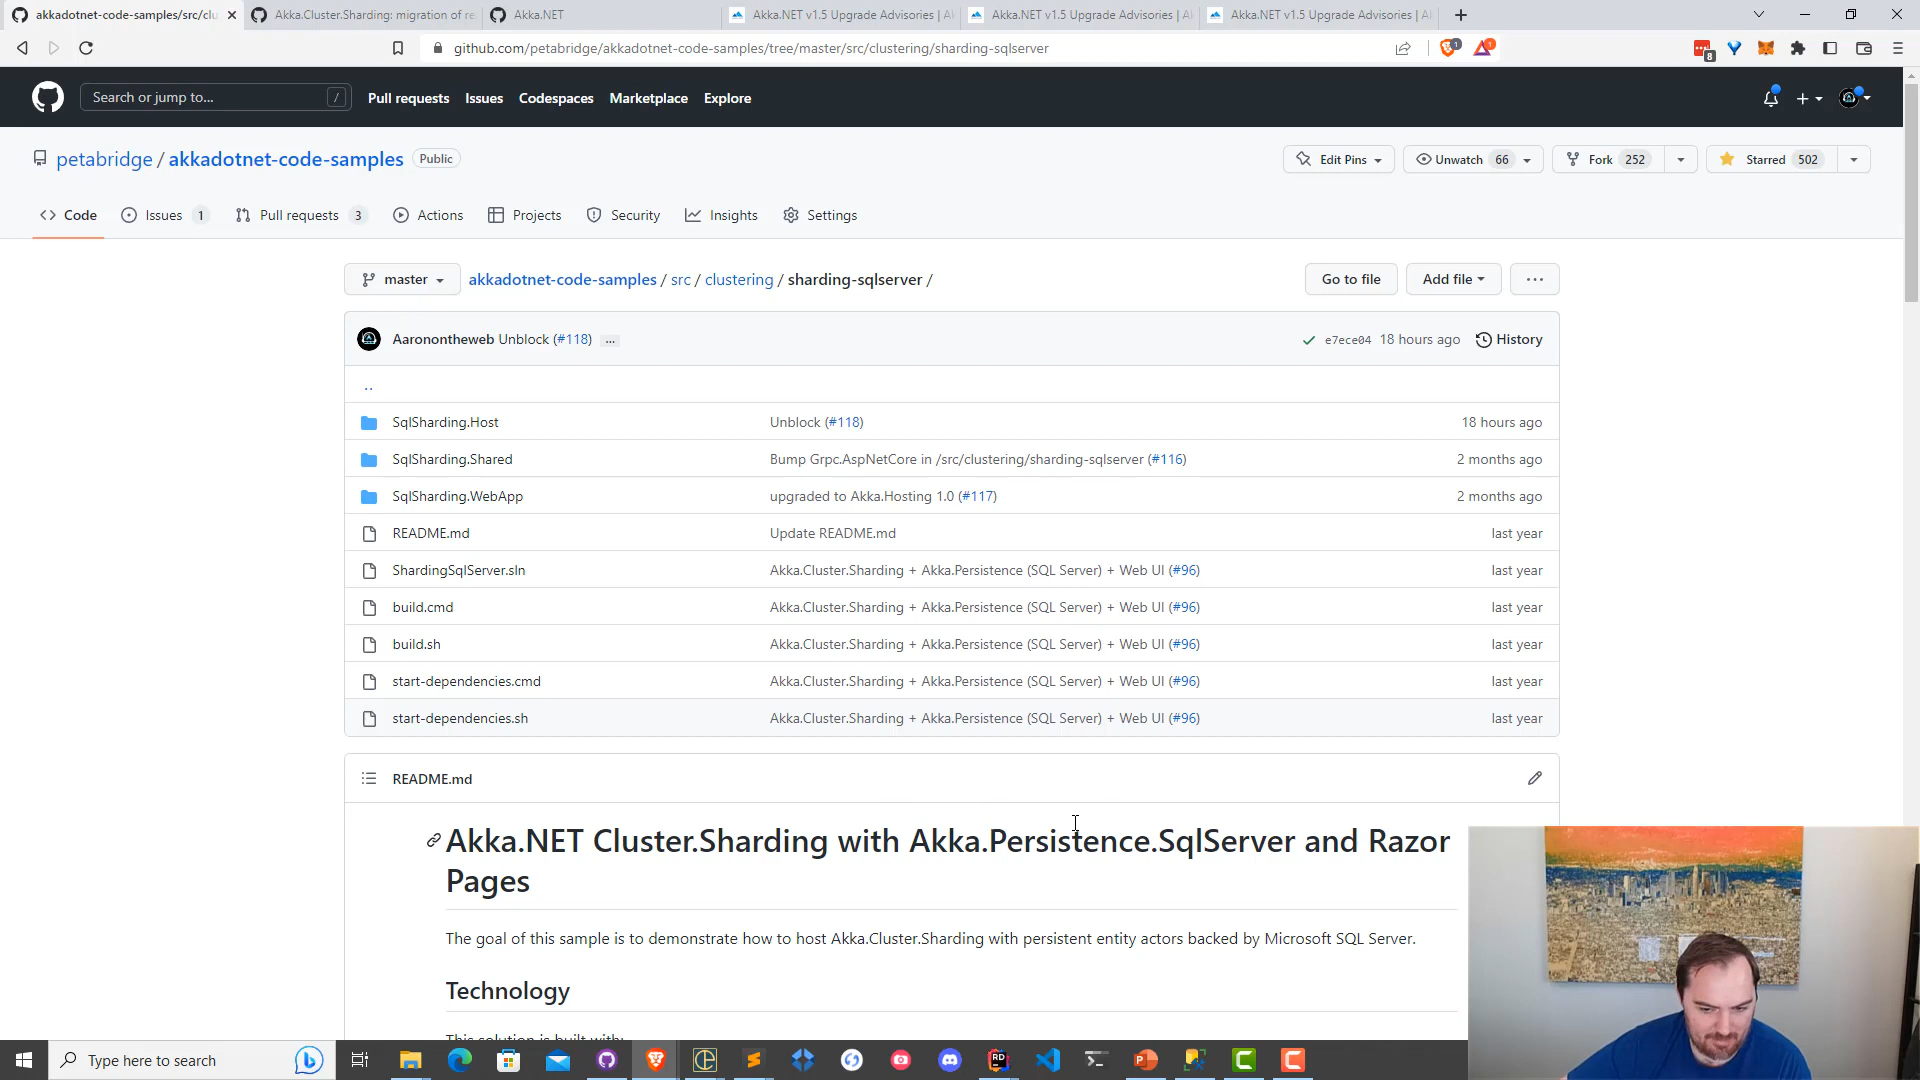 akkadotnet-code-samples/src/clu
Akka.Cluster.Sharding: migration of re
Akka.NET
Akka.NET v1.5 Upgrade Advisories | A
Akka.NET v1.5 Upgrade Advisories | A
Akka.NET v1.5 Upgrade Advisories | A
github.com/petabridge/akkadotnet-code-samples/tree/master/src/clustering/sharding-sqlserver
1
1
8
Search or jump to...
/
Pull requests
Issues
Codespaces
Marketplace
Explore
petabridge / akkadotnet-code-samples
Public
Edit Pins
Unwatch 66
Fork 252
Starred 502
Code
Issues 1
Pull requests 3
Actions
Projects
Security
Insights
Settings
master
akkadotnet-code-samples / src / clustering / sharding-sqlserver /
Go to file
Add file
...
Aaronontheweb Unblock (#118) ...
e7ece04 18 hours ago
History
..
SqlSharding.Host Unblock (#118) 18 hours ago
SqlSharding.Shared Bump Grpc.AspNetCore in /src/clustering/sharding-sqlserver (#116) 2 months ago
SqlSharding.WebApp upgraded to Akka.Hosting 1.0 (#117) 2 months ago
README.md Update README.md last year
ShardingSqlServer.sln Akka.Cluster.Sharding + Akka.Persistence (SQL Server) + Web UI (#96) last year
build.cmd Akka.Cluster.Sharding + Akka.Persistence (SQL Server) + Web UI (#96) last year
build.sh Akka.Cluster.Sharding + Akka.Persistence (SQL Server) + Web UI (#96) last year
start-dependencies.cmd Akka.Cluster.Sharding + Akka.Persistence (SQL Server) + Web UI (#96) last year
start-dependencies.sh Akka.Cluster.Sharding + Akka.Persistence (SQL Server) + Web UI (#96) last year
README.md
Akka.NET Cluster.Sharding with Akka.Persistence.SqlServer and Razor
Pages
The goal of this sample is to demonstrate how to host Akka.Cluster.Sharding with persistent entity actors backed by Microsoft SQL Server.
Technology
This solution is built with:
Type here to search